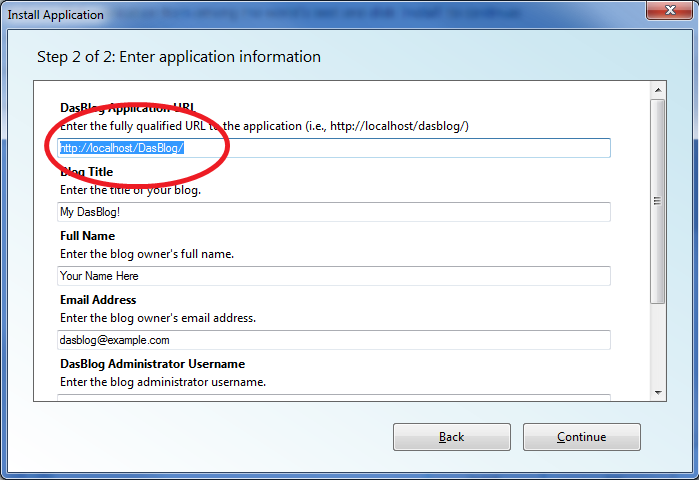 Install Application
Step 2 of 2: Enter application information
DasBlog Application URL
Enter the fully qualified URL to the application (i.e., http://localhost/dasblog/)
http://localhost/DasBlog/
Blog Title
Enter the title of your blog.
My DasBlog!
Full Name
Enter the blog owner's full name.
Your Name Here
Email Address
Enter the blog owner's email address.
dasblog@example.com
DasBlog Administrator Username
Enter the blog administrator username.
Back
Continue